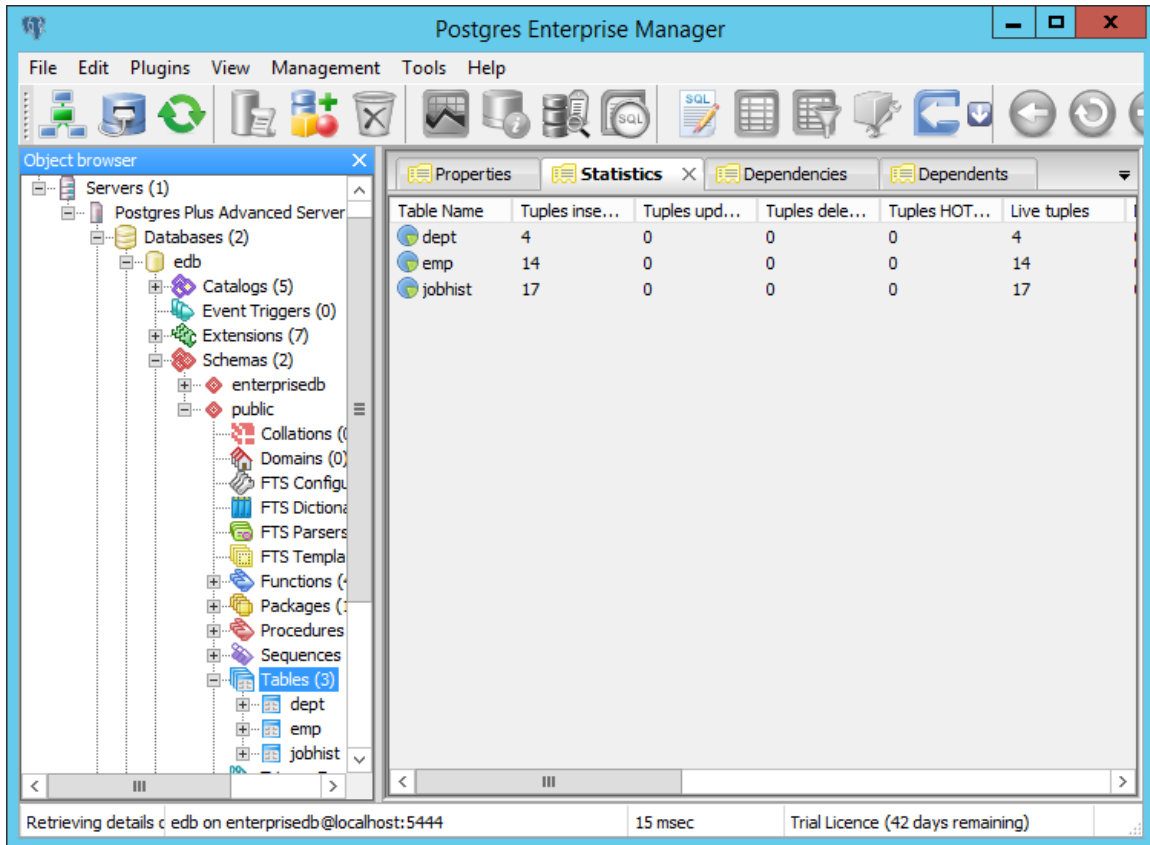 Postgres Enterprise Manager
File Edit Plugins View Management Tools Help
SQL
SQL
Object browser
Servers (1)
Postgres Plus Advanced Server
Databases (2)
edb
Catalogs (5)
Event Triggers (0)
Extensions (7)
Schemas (2)
enterprisedb
public
Collations (
Domains (0)
FTS Configu
FTS Dictiona
FTS Parsers
FTS Templa
Functions (
Packages (
Procedures
Sequences
Tables (3)
dept
emp
jobhist
Properties Statistics Dependencies Dependents
Table Name Tuples inse... Tuples upd... Tuples dele... Tuples HOT... Live tuples
dept 4 0 0 0 4
emp 14 0 0 0 14
jobhist 17 0 0 0 17
Retrieving details edb on enterprisedb@localhost:5444 15 msec Trial Licence (42 days remaining)